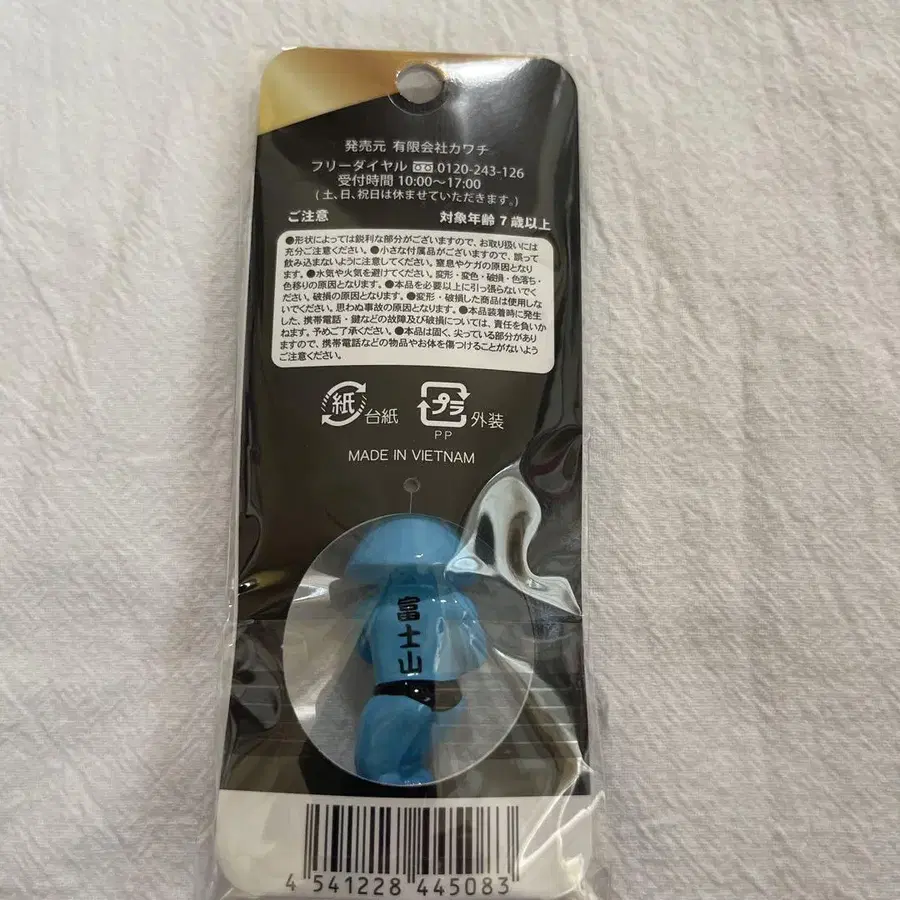 発売元 有限会社カワチ
フリーダイヤル 0120-243-126
受付時間 10:00～17:00
(土、日、祝日は休ませていただきます。)
ご注意 対象年齢 7歳以上
●形状によっては鋭利な部分がございますので、お取り扱いには
充分ご注意ください。●小さな付属品がございますので、誤って
飲み込まないように注意してください。窒息やケガの原因となり
ます。●水気や火気を避けてください。変形・変色・破損・色落ち・
色移りの原因となります。●本品を必要以上に引っ張らないでく
ださい。破損の原因となります。●変形・破損した商品は使用しな
いでください。思わぬ事故の原因となります。●本品装着時に発生
した、携帯電話・鍵などの故障及び破損については、責任を負いか
ねます。予めご了承ください。●本品は固く、尖っている部分があり
ますので、携帯電話などの物品やお体を傷つけることがないよう
ご注意ください。
紙 台紙
プラ 外装
PP
MADE IN VIETNAM
富士山
4 541228 445083